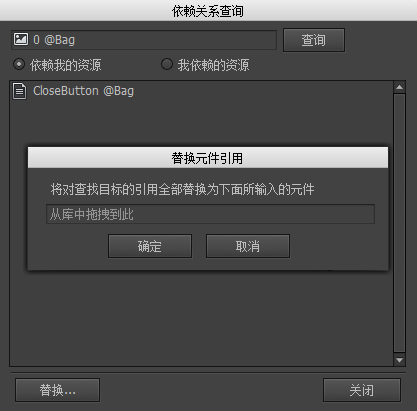 依赖关系查询
0 @Bag
查询
依赖我的资源
我依赖的资源
CloseButton @Bag
替换元件引用
将对查找目标的引用全部替换为下面所输入的元件
从库中拖拽到此
确定
取消
替换...
关闭